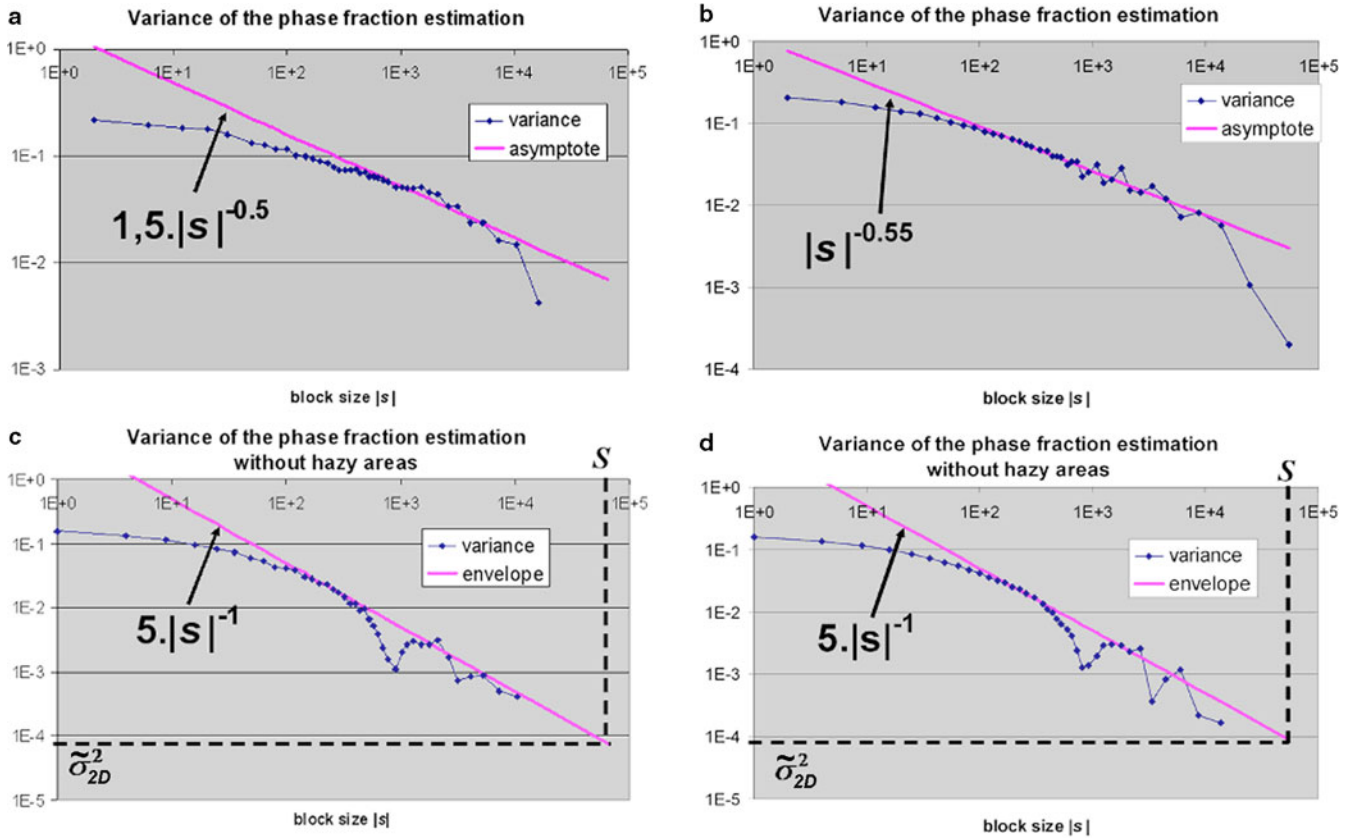 a
Variance of the phase fraction estimation
1E+0
1E+0 1E+1 1E+2 1E+3 1E+4 1E+5
variance
asymptote
1E-1
1,5.|s|^-0.5
1E-2
1E-3
block size |s|
b
Variance of the phase fraction estimation
1E+0
1E+0 1E+1 1E+2 1E+3 1E+4 1E+5
variance
asymptote
1E-1
1E-2
|s|^-0.55
1E-3
1E-4
block size |s|
c
Variance of the phase fraction estimation
without hazy areas
S
1E+0
1E+0 1E+1 1E+2 1E+3 1E+4 1E+5
variance
envelope
1E-1
1E-2
5.|s|^-1
1E-3
1E-4
σ̃²2D
1E-5
block size |s|
d
Variance of the phase fraction estimation
without hazy areas
S
1E+0
1E+0 1E+1 1E+2 1E+3 1E+4 1E+5
variance
envelope
1E-1
1E-2
5.|s|^-1
1E-3
1E-4
σ̃²2D
1E-5
block size |s|